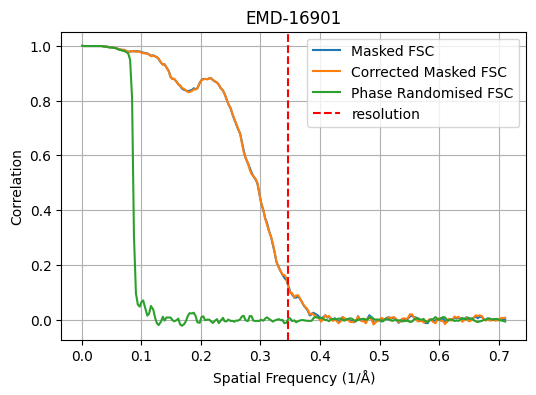 EMD-16901
Masked FSC
Corrected Masked FSC
Phase Randomised FSC
resolution
Correlation
1.0
0.8
0.6
0.4
0.2
0.0
0.0 0.1 0.2 0.3 0.4 0.5 0.6 0.7
Spatial Frequency (1/Å)